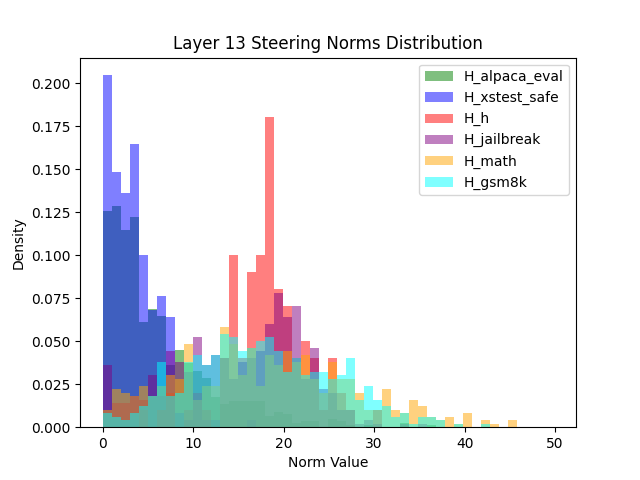 Layer 13 Steering Norms Distribution
H_alpaca_eval
H_xstest_safe
H_h
H_jailbreak
H_math
H_gsm8k
0.200
0.175
0.150
0.125
0.100
0.075
0.050
0.025
0.000
Density
0 10 20 30 40 50
Norm Value